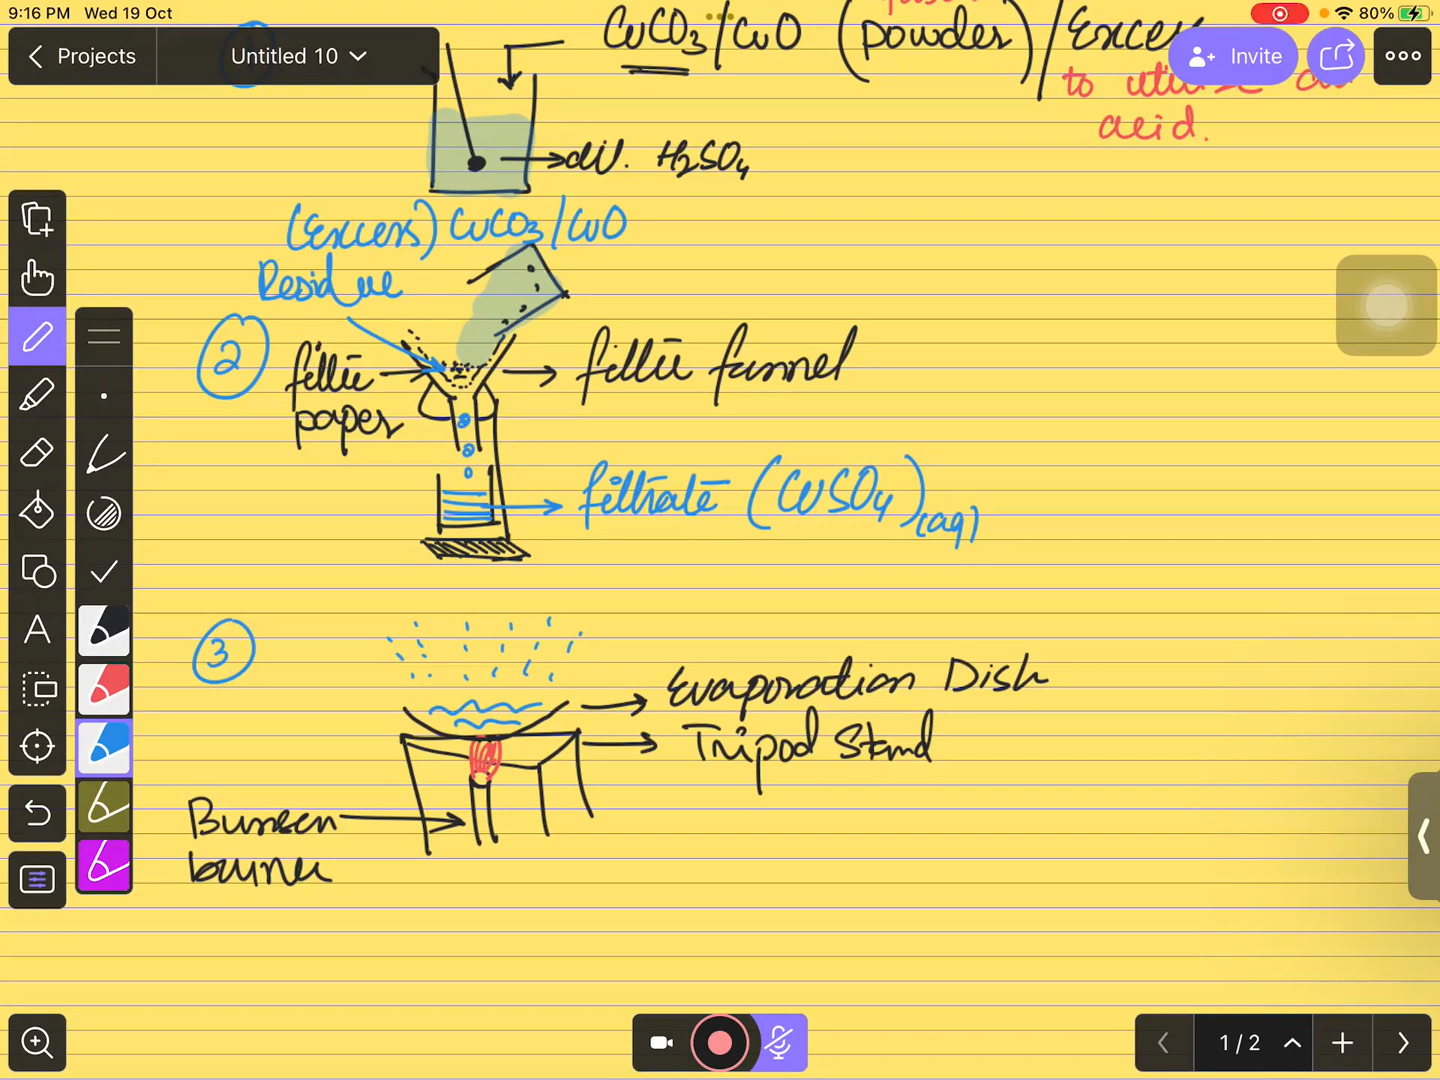 9:16 PM Wed 19 Oct
80%
Projects
Untitled 10
Invite
CuCO3/CuO (powder)/Excess
to utilise
acid.
dil. H2SO4
(Excess) CuCO3/CuO
Residue
2
filter paper
filter funnel
filtrate (CuSO4)(aq)
3
Evaporation Dish
Tripod Stand
Bunsen
burner
A
1 / 2